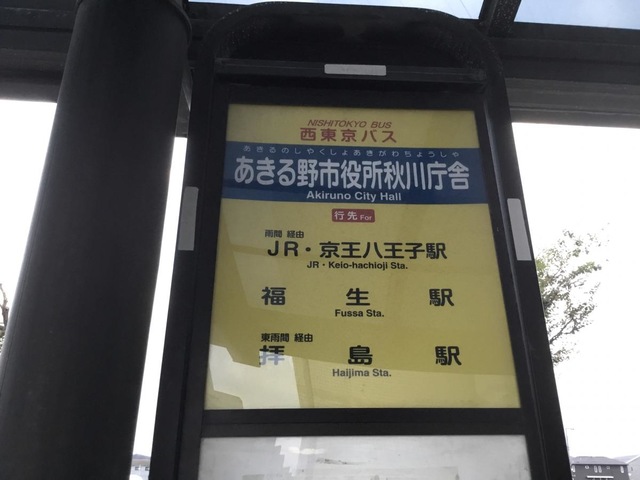 NISHITOKYO BUS
西東京バス
あきるのしやくしょあきがわちょうしゃ
あきる野市役所秋川庁舎
Akiruno City Hall
行先 For
雨間 経由
JR・京王八王子駅
JR・Keio-hachioji Sta.
福生駅
Fussa Sta.
東雨間 経由
拝島駅
Haijima Sta.